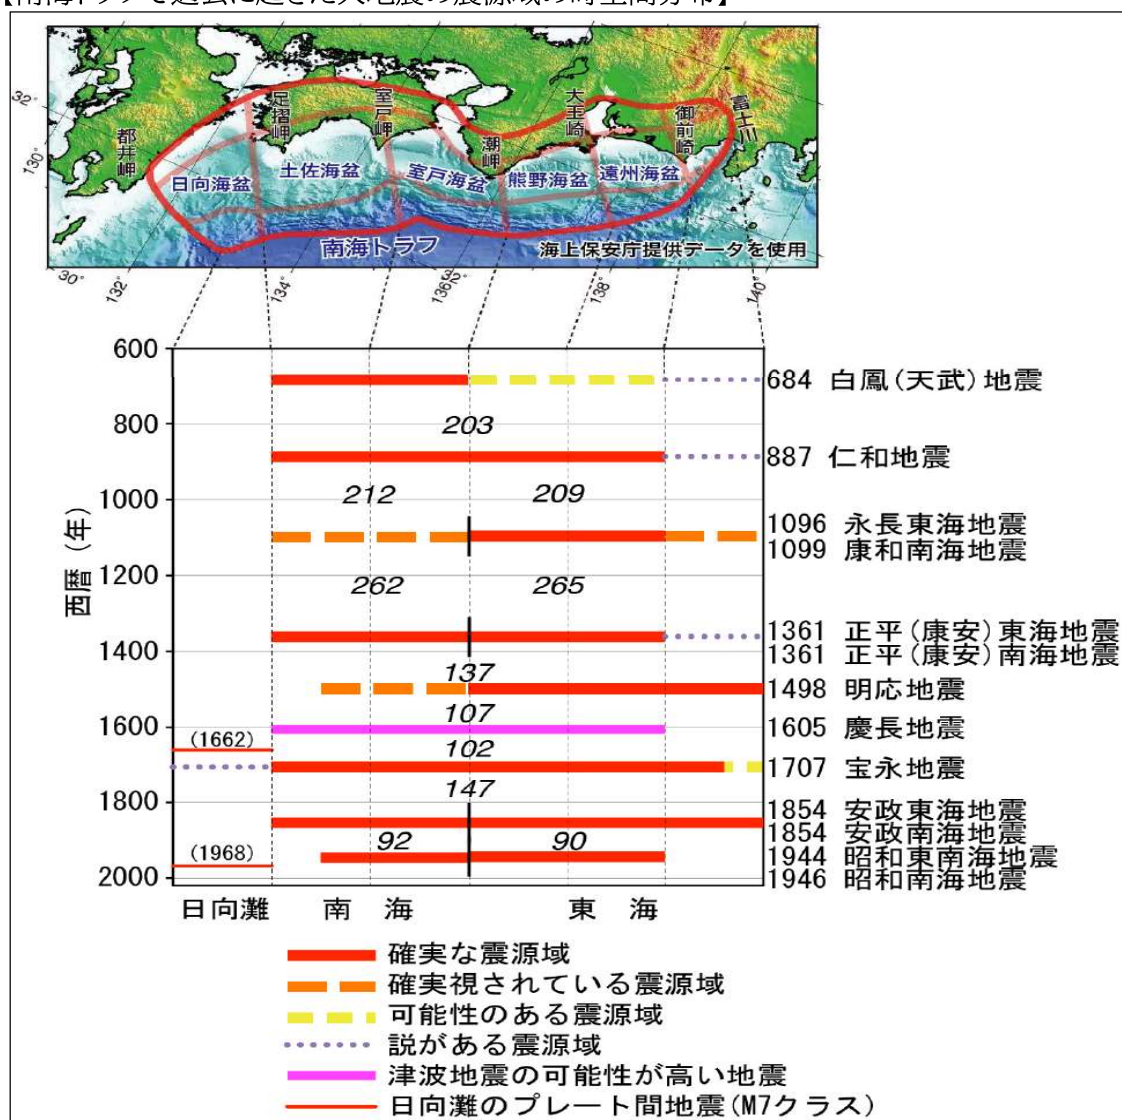 【南海トラフで過去に起きた大地震の震源域の時空間分布】
都井岬
足摺岬
室戸岬
潮岬
大王崎
御前崎
富士川
日向海盆
土佐海盆
室戸海盆
熊野海盆
遠州海盆
南海トラフ
海上保安庁提供データを使用
130°
30°
132°
134°
136°
138°
140°
西暦(年)
600
800
1000
1200
1400
1600
1800
2000
203
212 209
262 265
137
107
(1662)
102
147
92 90
(1968)
684 白鳳(天武)地震
887 仁和地震
1096 永長東海地震
1099 康和南海地震
1361 正平(康安)東海地震
1361 正平(康安)南海地震
1498 明応地震
1605 慶長地震
1707 宝永地震
1854 安政東海地震
1854 安政南海地震
1944 昭和東南海地震
1946 昭和南海地震
日向灘 南 海 東 海
確実な震源域
確実視されている震源域
可能性のある震源域
説がある震源域
津波地震の可能性が高い地震
日向灘のプレート間地震(M7クラス)